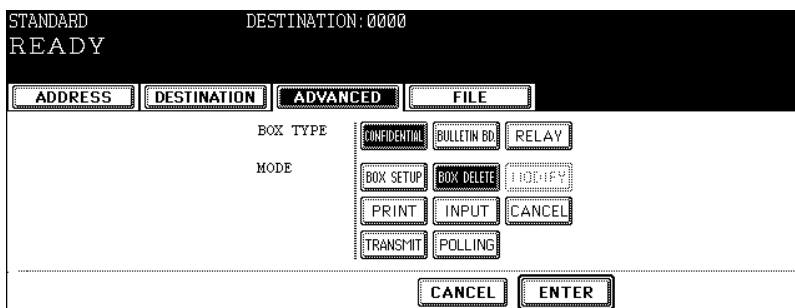 STANDARD DESTINATION:0000
READY
ADDRESS DESTINATION ADVANCED FILE
BOX TYPE CONFIDENTIAL BULLETIN BD. RELAY
MODE BOX SETUP BOX DELETE MODIFY
PRINT INPUT CANCEL
TRANSMIT POLLING
CANCEL ENTER